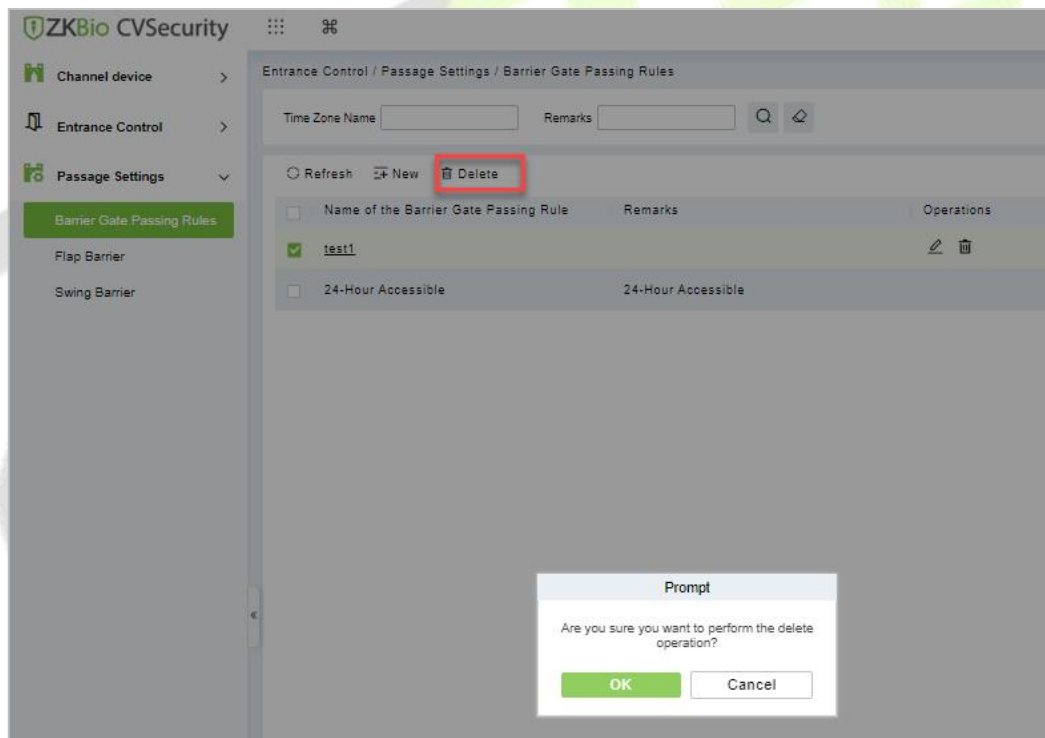 ZKBio CVSecurity
Channel device
Entrance Control
Passage Settings
Barrier Gate Passing Rules
Flap Barrier
Swing Barrier
Entrance Control / Passage Settings / Barrier Gate Passing Rules
Time Zone Name Remarks
Refresh New Delete
Name of the Barrier Gate Passing Rule Remarks Operations
test1
24-Hour Accessible 24-Hour Accessible
Prompt
Are you sure you want to perform the delete
operation?
OK Cancel